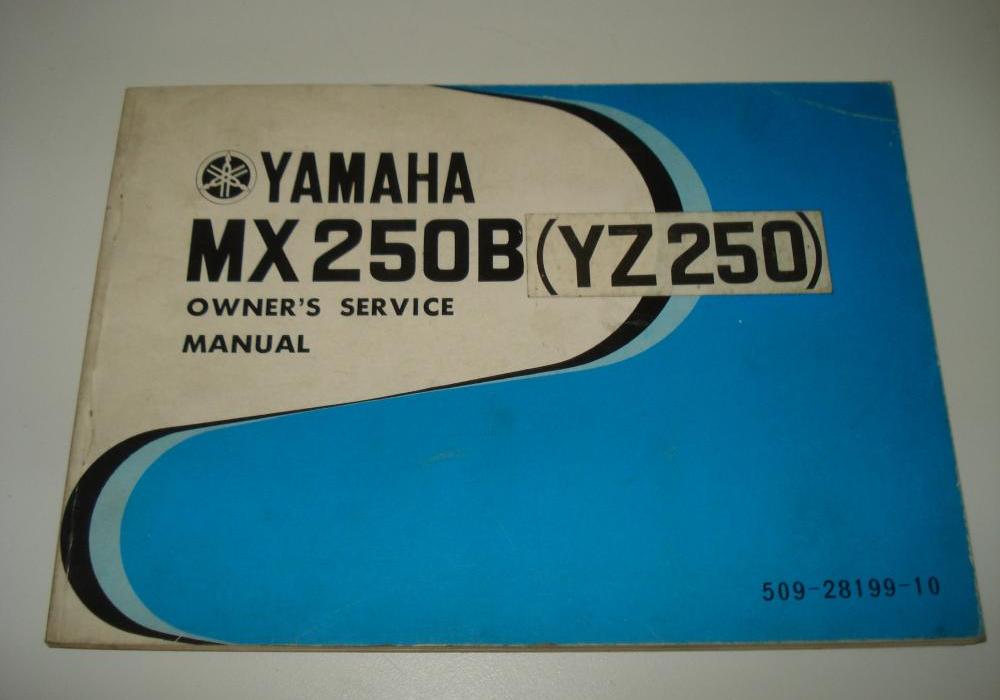 YAMAHA
MX250B (YZ250)
OWNER'S SERVICE
MANUAL
509-28199-10